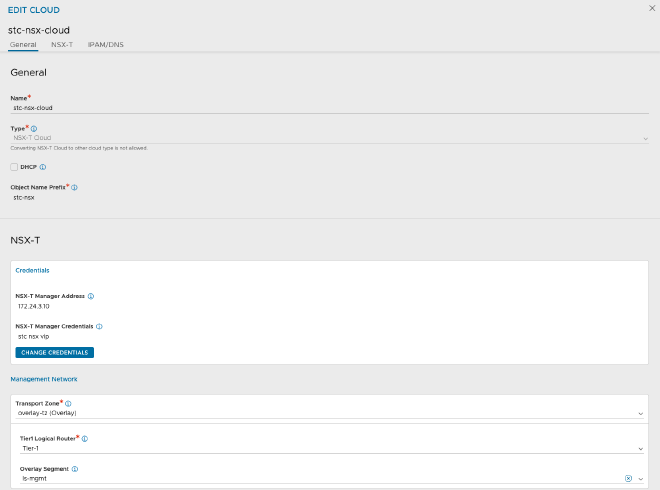 EDIT CLOUD
stc-nsx-cloud
General NSX-T IPAM/DNS
General
Name*
stc-nsx-cloud
Type*
NSX-T Cloud
Converting NSX-T Cloud to other cloud type is not allowed.
DHCP
Object Name Prefix*
stc-nsx
NSX-T
Credentials
NSX-T Manager Address
172.24.3.10
NSX-T Manager Credentials
stc nsx vip
CHANGE CREDENTIALS
Management Network
Transport Zone*
overlay-tz (Overlay)
Tier1 Logical Router*
Tier-1
Overlay Segment
ls-mgmt